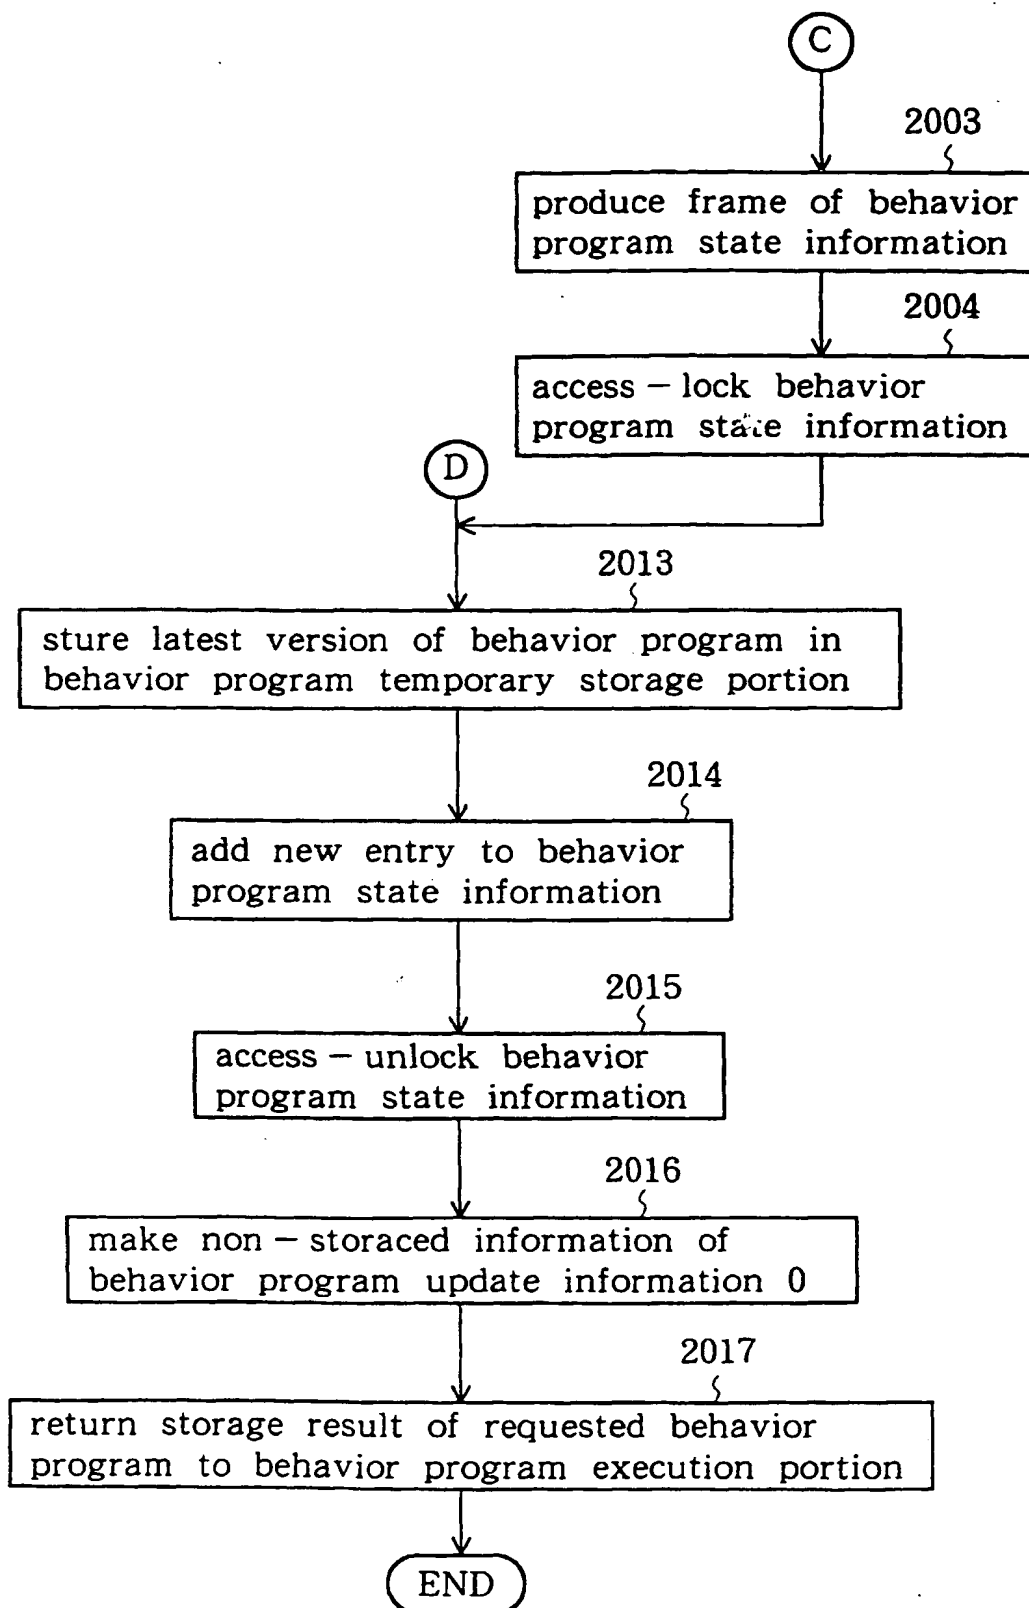 C
2003
produce frame of behavior
program state information
2004
access – lock behavior
program state information
D
2013
sture latest version of behavior program in
behavior program temporary storage portion
2014
add new entry to behavior
program state information
2015
access – unlock behavior
program state information
2016
make non – storaced information of
behavior program update information 0
2017
return storage result of requested behavior
program to behavior program execution portion
END